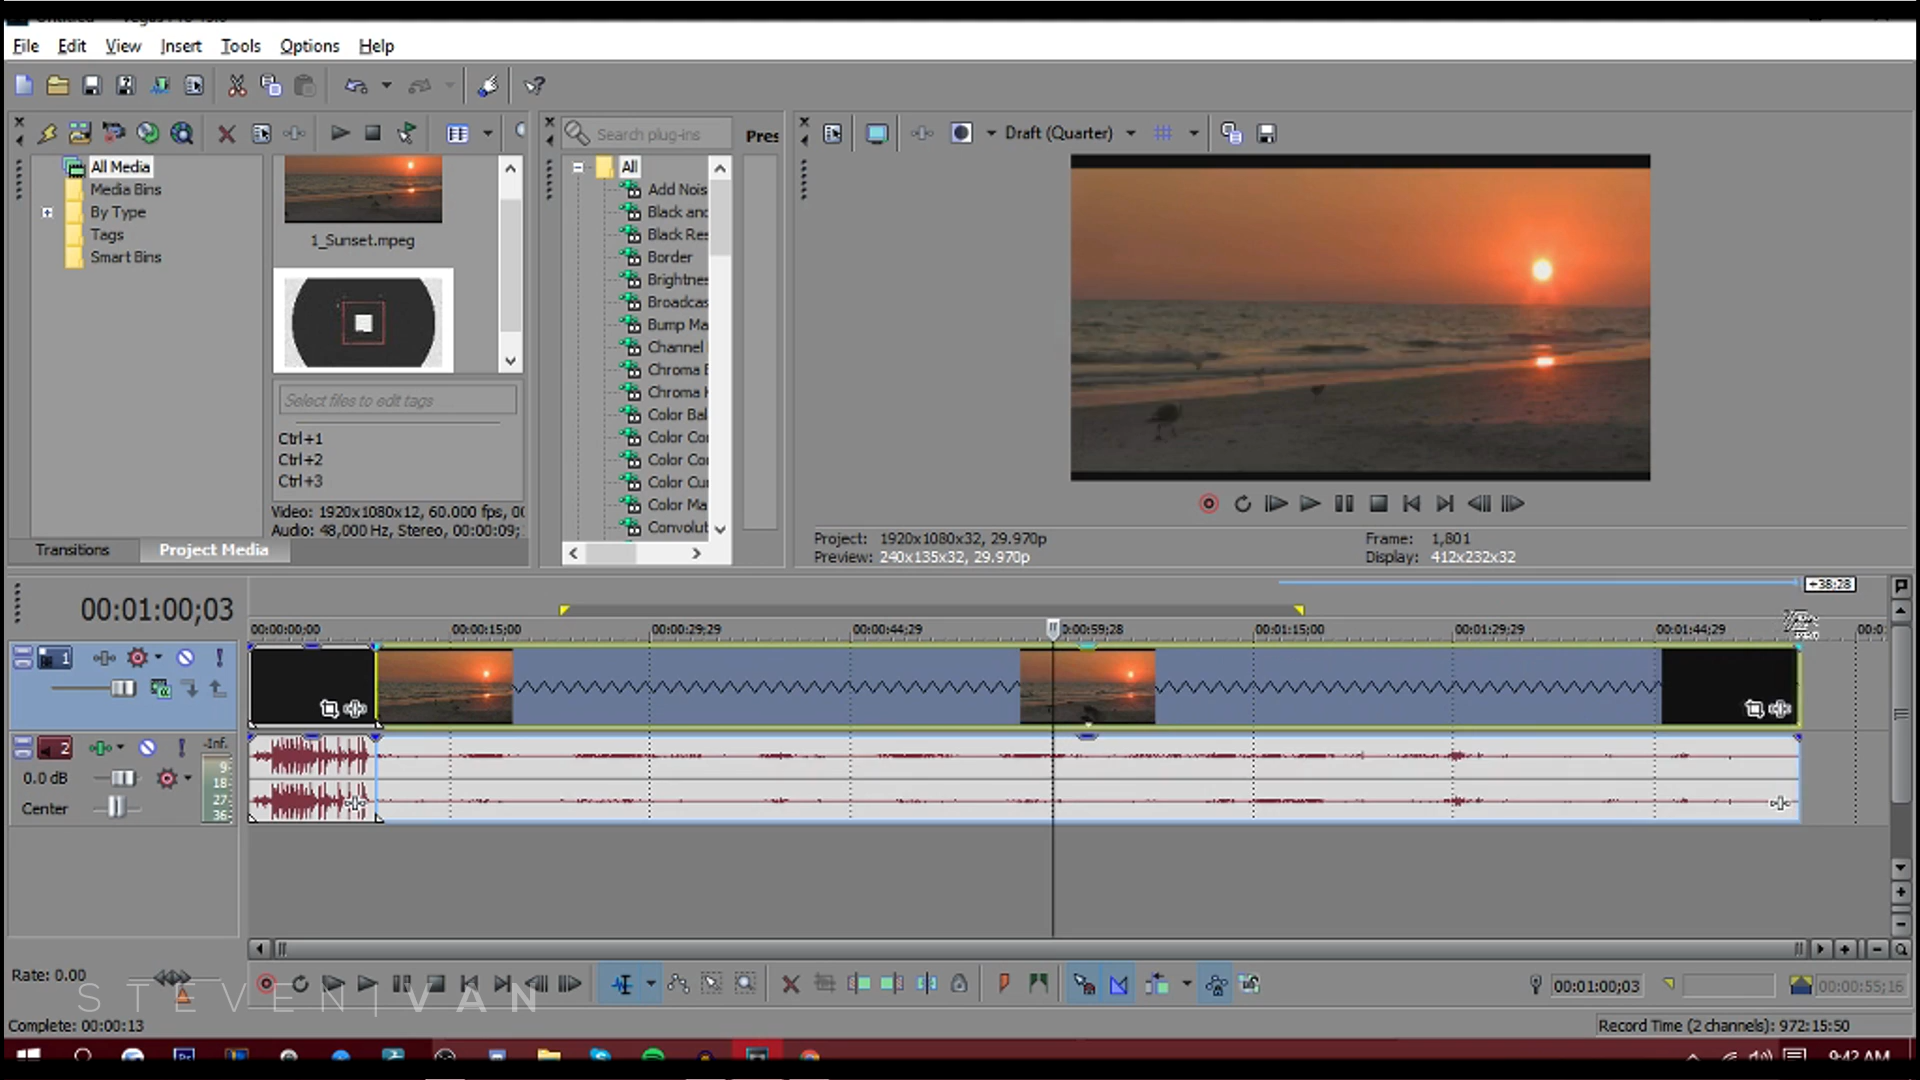 File Edit View Insert Tools Options Help
Search plug-ins
Draft (Quarter)
All Media
Media Bins
By Type
Tags
Smart Bins
1_Sunset.mpeg
Select files to edit tags
Ctrl+1
Ctrl+2
Ctrl+3
Video: 1920x1080x12, 60.000 fps, 00
Audio: 48,000 Hz, Stereo, 00:00:09;
Transitions Project Media
Pres
All
Add Nois
Black and
Black Res
Border
Brightnes
Broadcas
Bump Ma
Channel
Chroma B
Chroma K
Color Bal
Color Co
Color Co
Color Cu
Color Ma
Convolut
Project: 1920x1080x32, 29.970p
Preview: 240x135x32, 29.970p
Frame: 1,801
Display: 412x232x32
+38:28
00:01:00;03
00:00:00;00 00:00:15;00 00:00:29;29 00:00:44;29 0:00:59;28 00:01:15;00 00:01:29;29 00:01:44;29 00:0
1
2
-Inf.
0.0 dB
Center
9
18
27
36
Rate: 0.00
STEVEN|VAN
00:01:00;03
00:00:55;16
Complete: 00:00:13
Record Time (2 channels): 972:15:50
9:42 AM